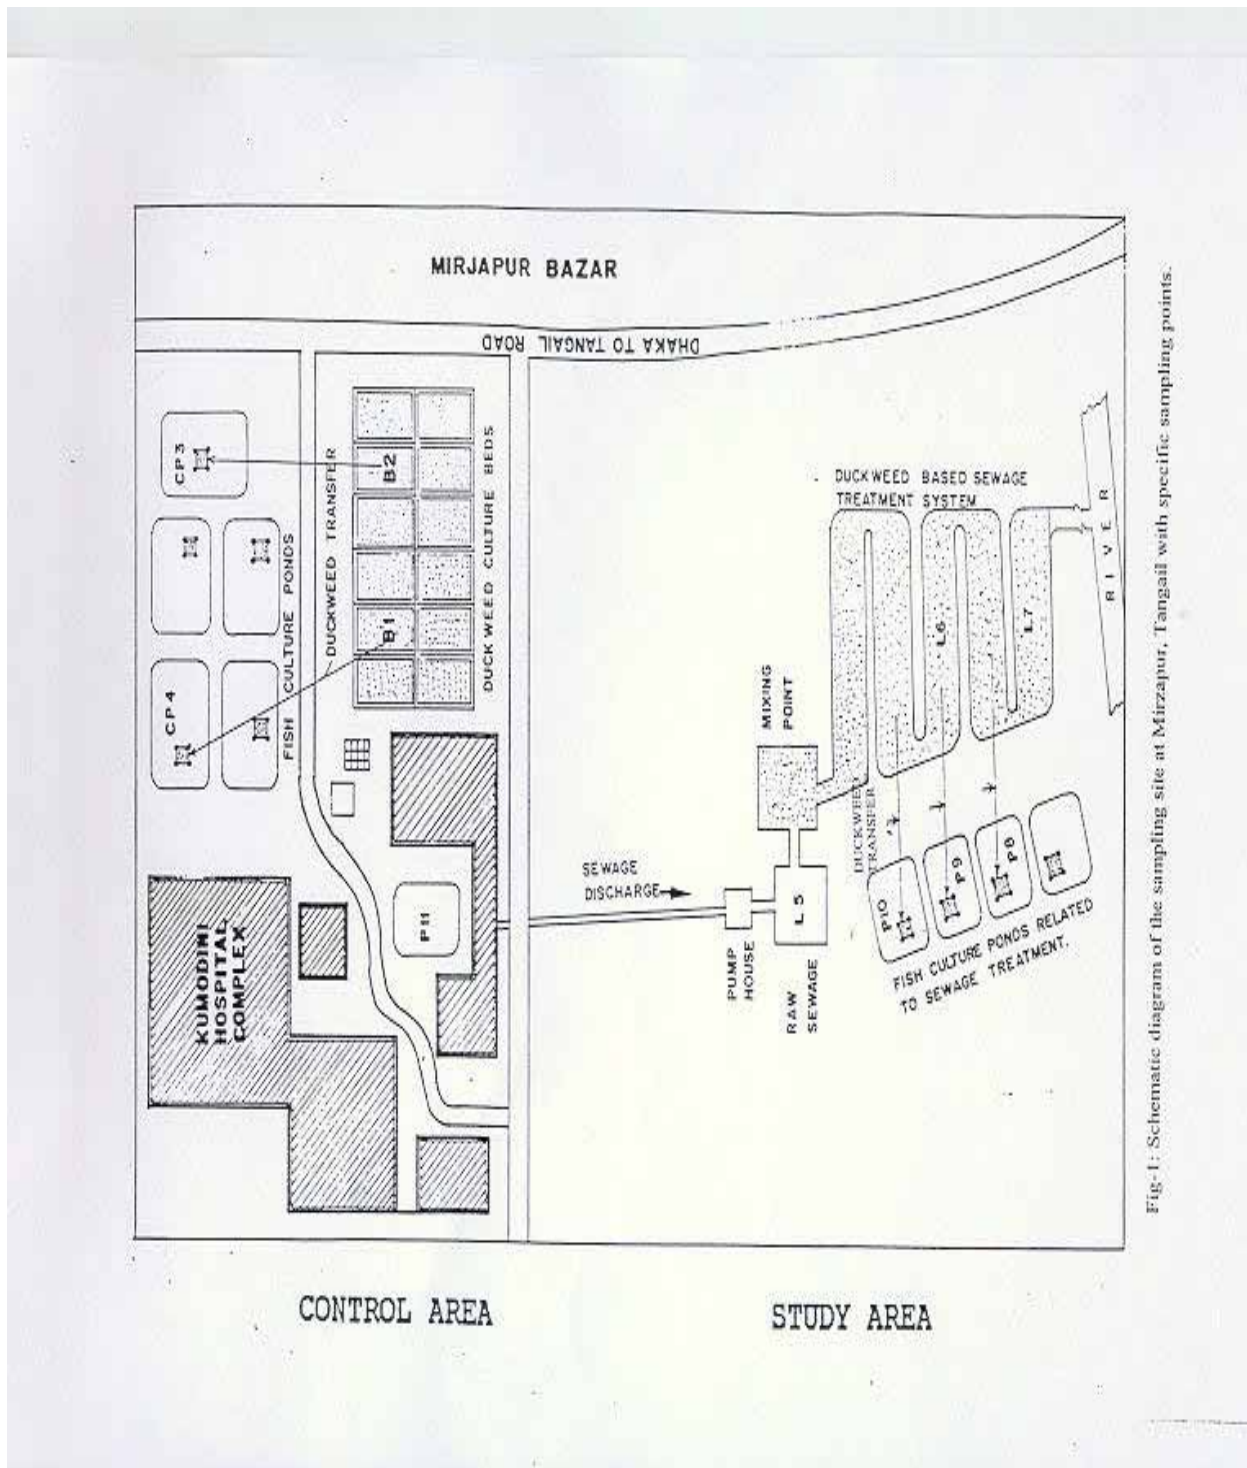 MIRJAPUR BAZAR
DHAKA TO TANGAIL ROAD
CP3
B2
DUCKWEED TRANSFER
DUCK WEED CULTURE BEDS
FISH CULTURE PONDS
B1
CP4
KUMODINI
HOSPITAL
COMPLEX
P11
SEWAGE
DISCHARGE
PUMP
HOUSE
RAW
SEWAGE
L5
MIXING
POINT
DUCKWEED BASED SEWAGE
TREATMENT SYSTEM
L6
L7
RIVER
DUCKWEED
TRANSFER
P10
P9
P8
FISH CULTURE PONDS RELATED
TO SEWAGE TREATMENT.
Fig-1: Schematic diagram of the sampling site at Mirzapur, Tangail with specific sampling points.
CONTROL AREA
STUDY AREA